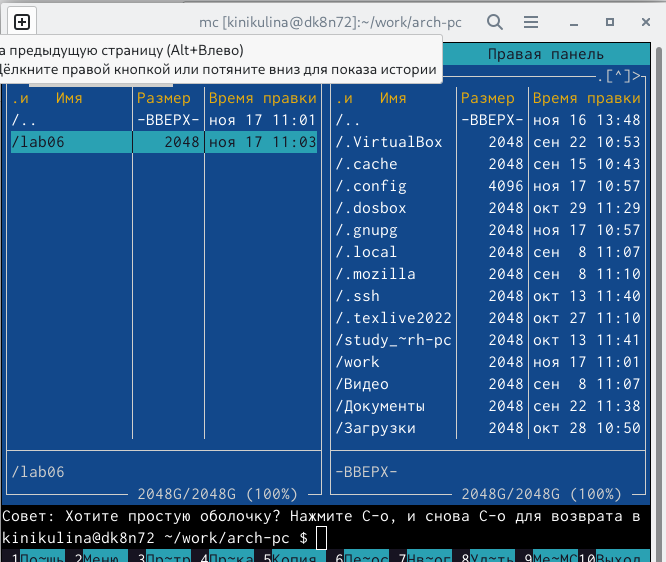 mc [kinikulina@dk8n72]:~/work/arch-pc
а предыдущую страницу (Alt+Влево)
Щёлкните правой кнопкой или потяните вниз для показа истории
Правая панель
.[^]>
.и Имя Размер Время правки
/.. -ВВЕРХ- ноя 17 11:01
/lab06 2048 ноя 17 11:03
/lab06
2048G/2048G (100%)
.и Имя Размер Время правки
/.. -ВВЕРХ- ноя 16 13:48
/.VirtualBox 2048 сен 22 10:53
/.cache 2048 сен 15 10:43
/.config 4096 ноя 17 10:57
/.dosbox 2048 окт 29 11:29
/.gnupg 2048 ноя 17 10:57
/.local 2048 сен 8 11:07
/.mozilla 2048 сен 8 11:10
/.ssh 2048 окт 13 11:40
/.texlive2022 2048 окт 27 11:10
/study_~rh-pc 2048 окт 13 11:41
/work 2048 ноя 17 11:01
/Видео 2048 сен 8 11:07
/Документы 2048 сен 22 11:38
/Загрузки 2048 окт 28 10:50
-ВВЕРХ-
2048G/2048G (100%)
Совет: Хотите простую оболочку? Нажмите C-o, и снова C-o для возврата в
kinikulina@dk8n72 ~/work/arch-pc $
1По~щь 2Меню 3Пр~тр 4Пр~ка 5Копия 6Пе~ос 7Нв~ог 8Уд~ть 9Ме~MC 10Выход